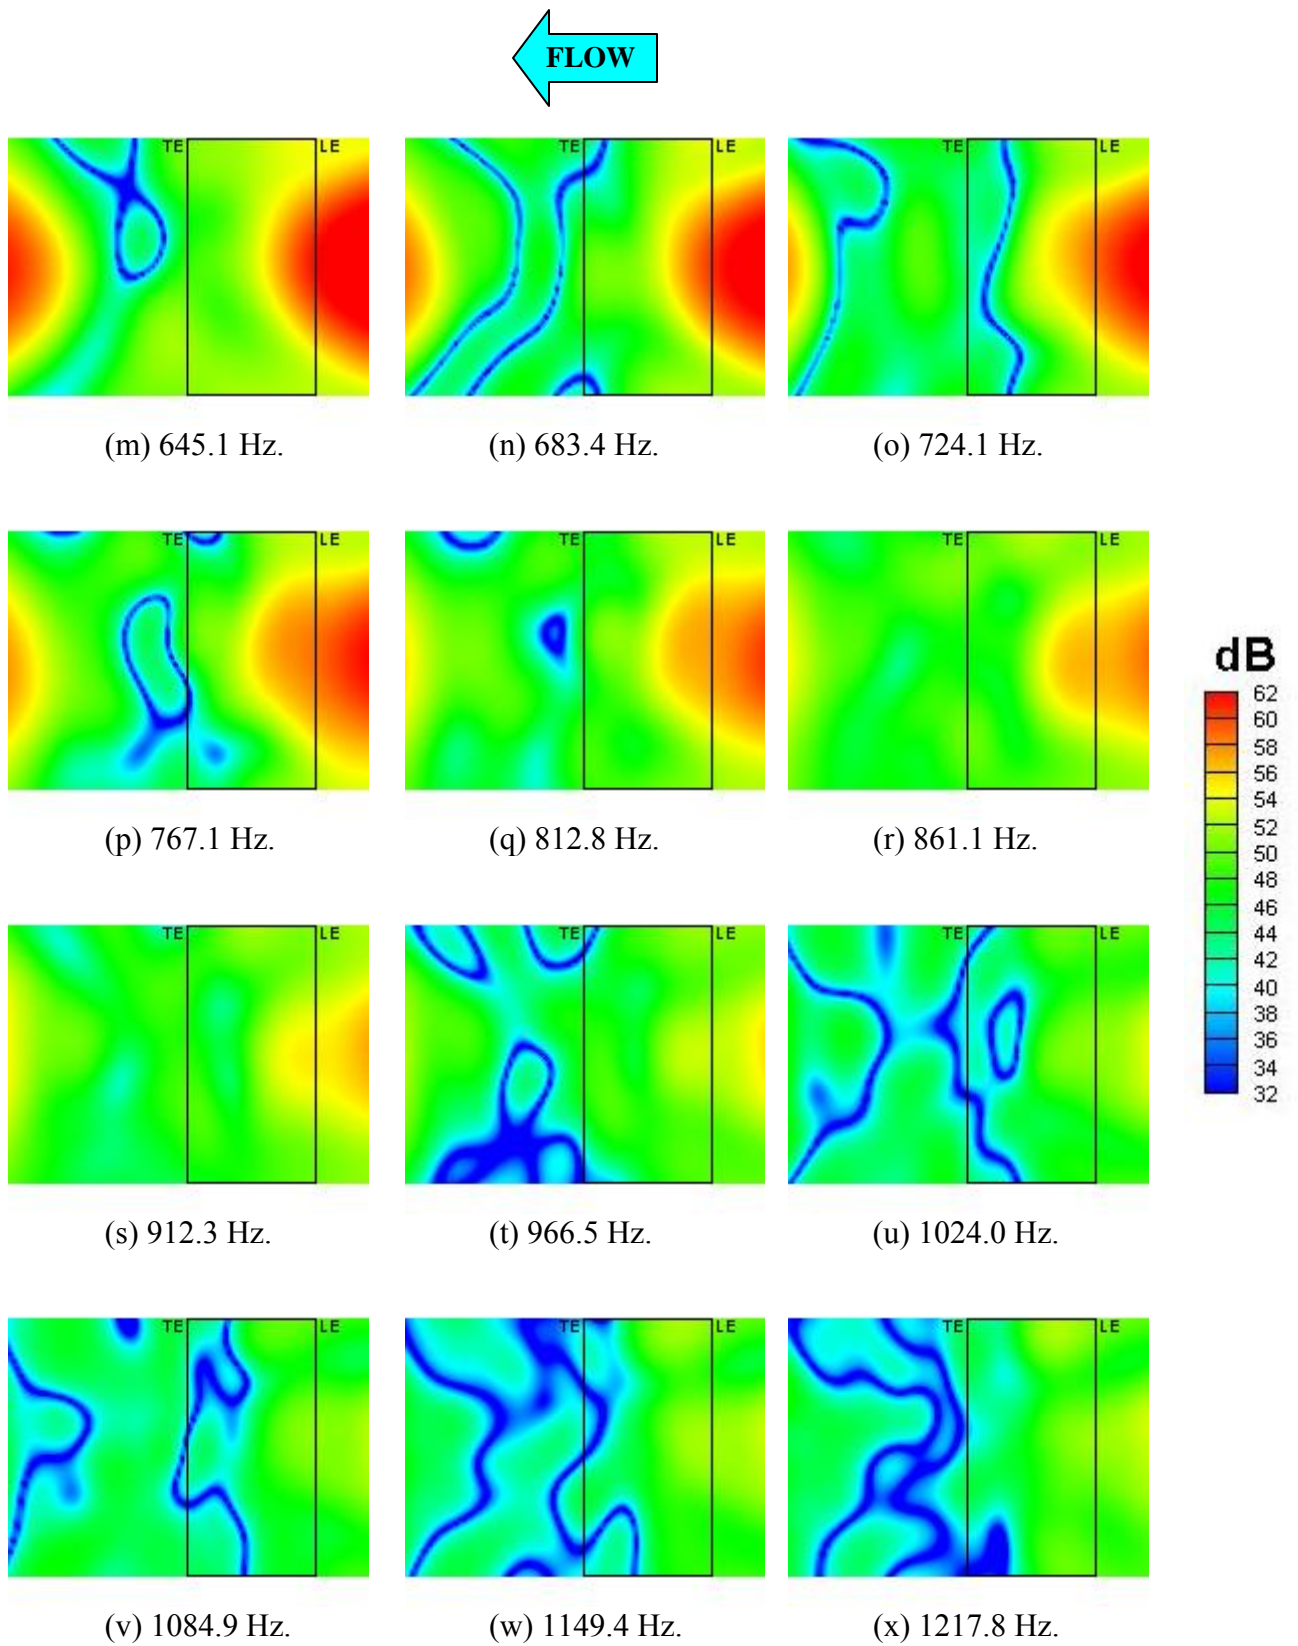 FLOW
TE LE TE LE TE LE
(m) 645.1 Hz. (n) 683.4 Hz. (o) 724.1 Hz.
TE LE TE LE TE LE
(p) 767.1 Hz. (q) 812.8 Hz. (r) 861.1 Hz.
dB
62
60
58
56
54
52
50
48
46
44
42
40
38
36
34
32
TE LE TE LE TE LE
(s) 912.3 Hz. (t) 966.5 Hz. (u) 1024.0 Hz.
TE LE TE LE TE LE
(v) 1084.9 Hz. (w) 1149.4 Hz. (x) 1217.8 Hz.